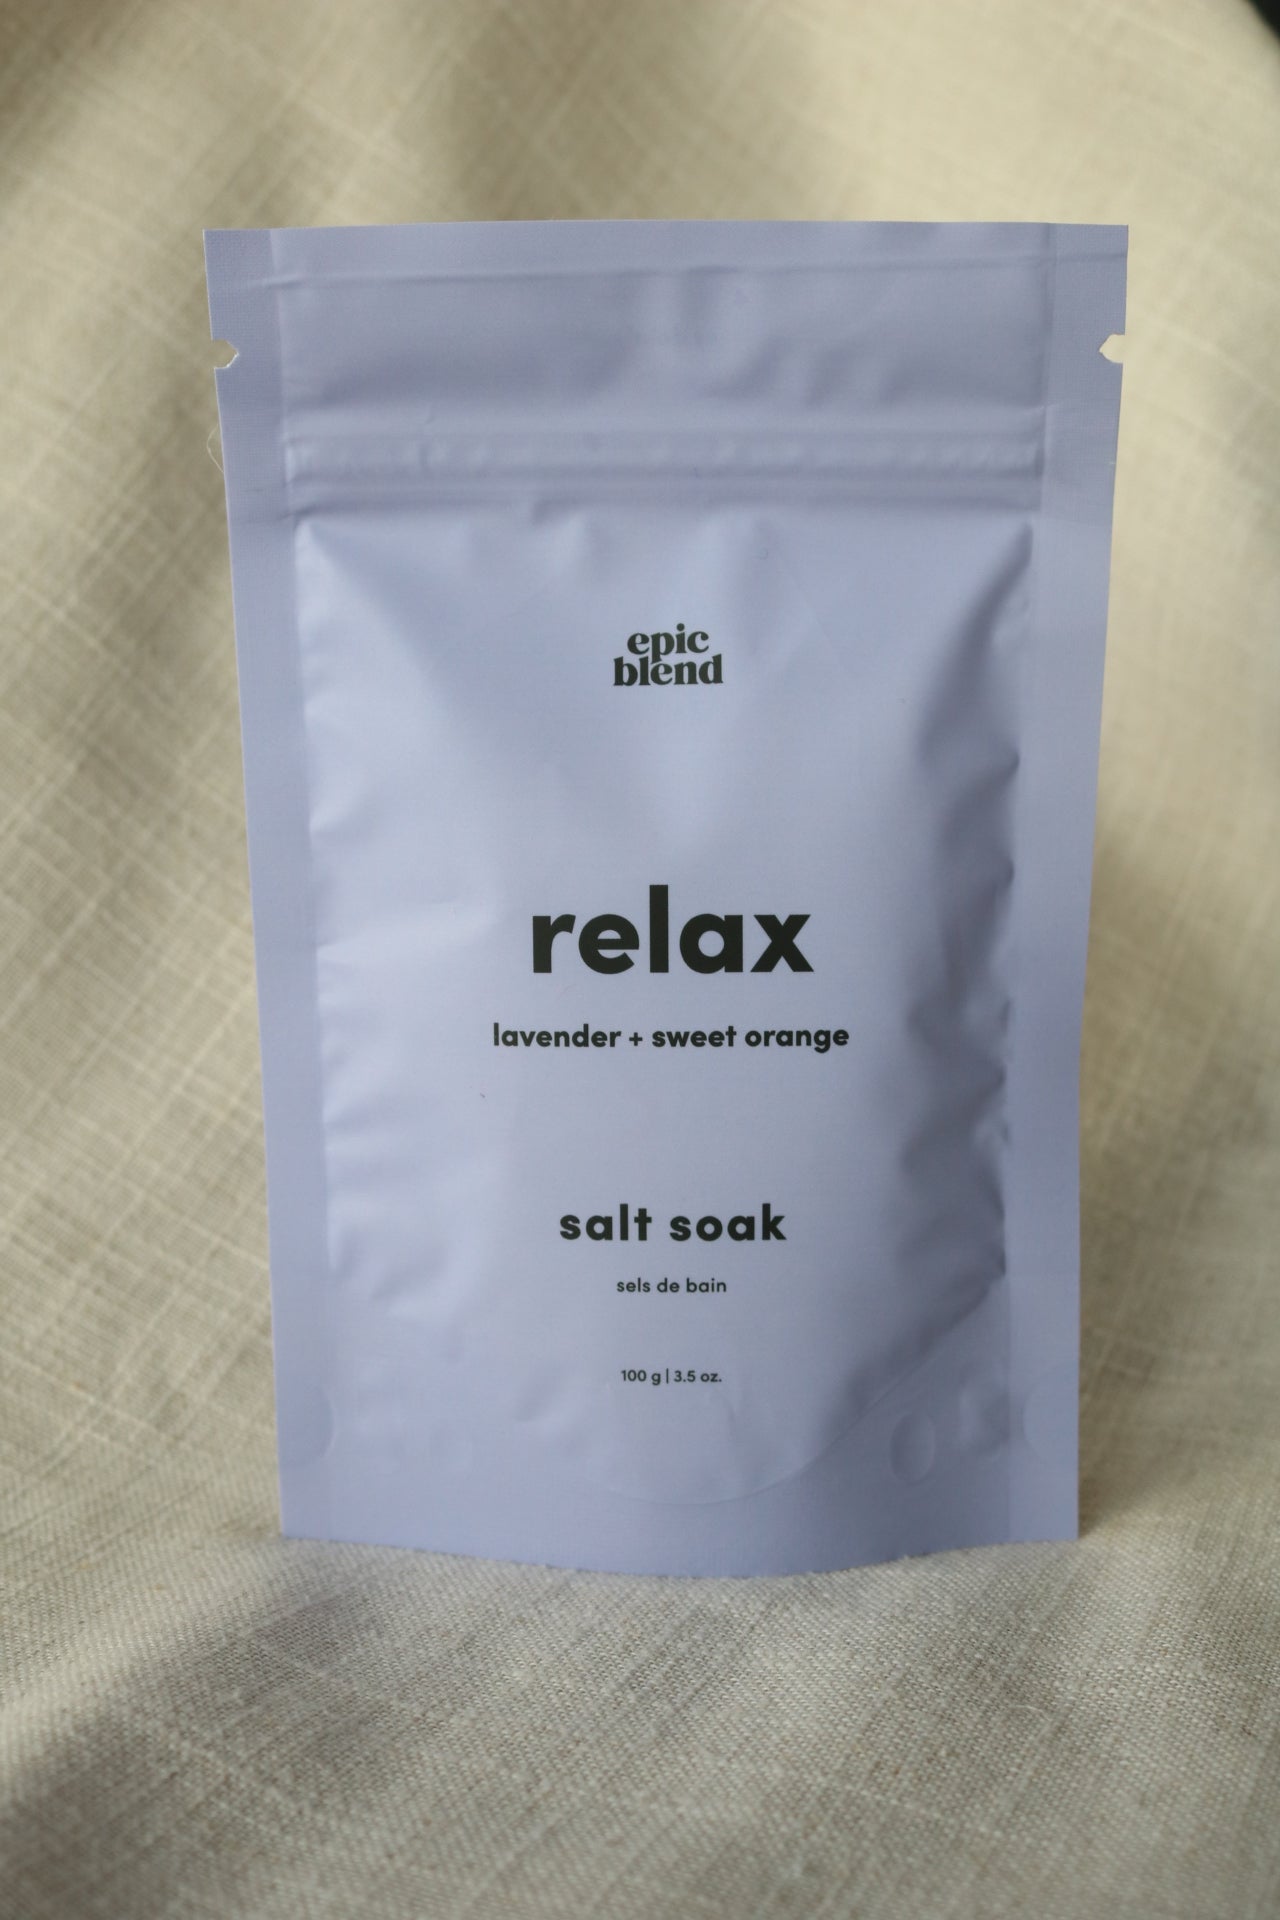 epic
blend
relax
lavender + sweet orange
salt soak
sels de bain
100 g | 3.5 oz.